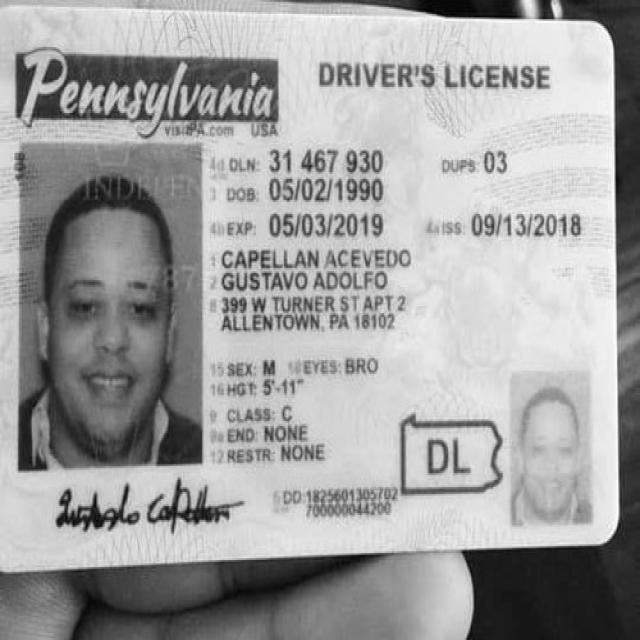 Pennsylvania
visitPA.com USA
DRIVER'S LICENSE
4d DLN: 31 467 930
DUPS: 03
3 DOB: 05/02/1990
4b EXP: 05/03/2019
4a ISS: 09/13/2018
1 CAPELLAN ACEVEDO
2 GUSTAVO ADOLFO
8 399 W TURNER ST APT 2
ALLENTOWN, PA 18102
15 SEX: M 18 EYES: BRO
16 HGT: 5'-11"
9 CLASS: C
9a END: NONE
12 RESTR: NONE
DL
5 DD: 1825601305702
700000044200